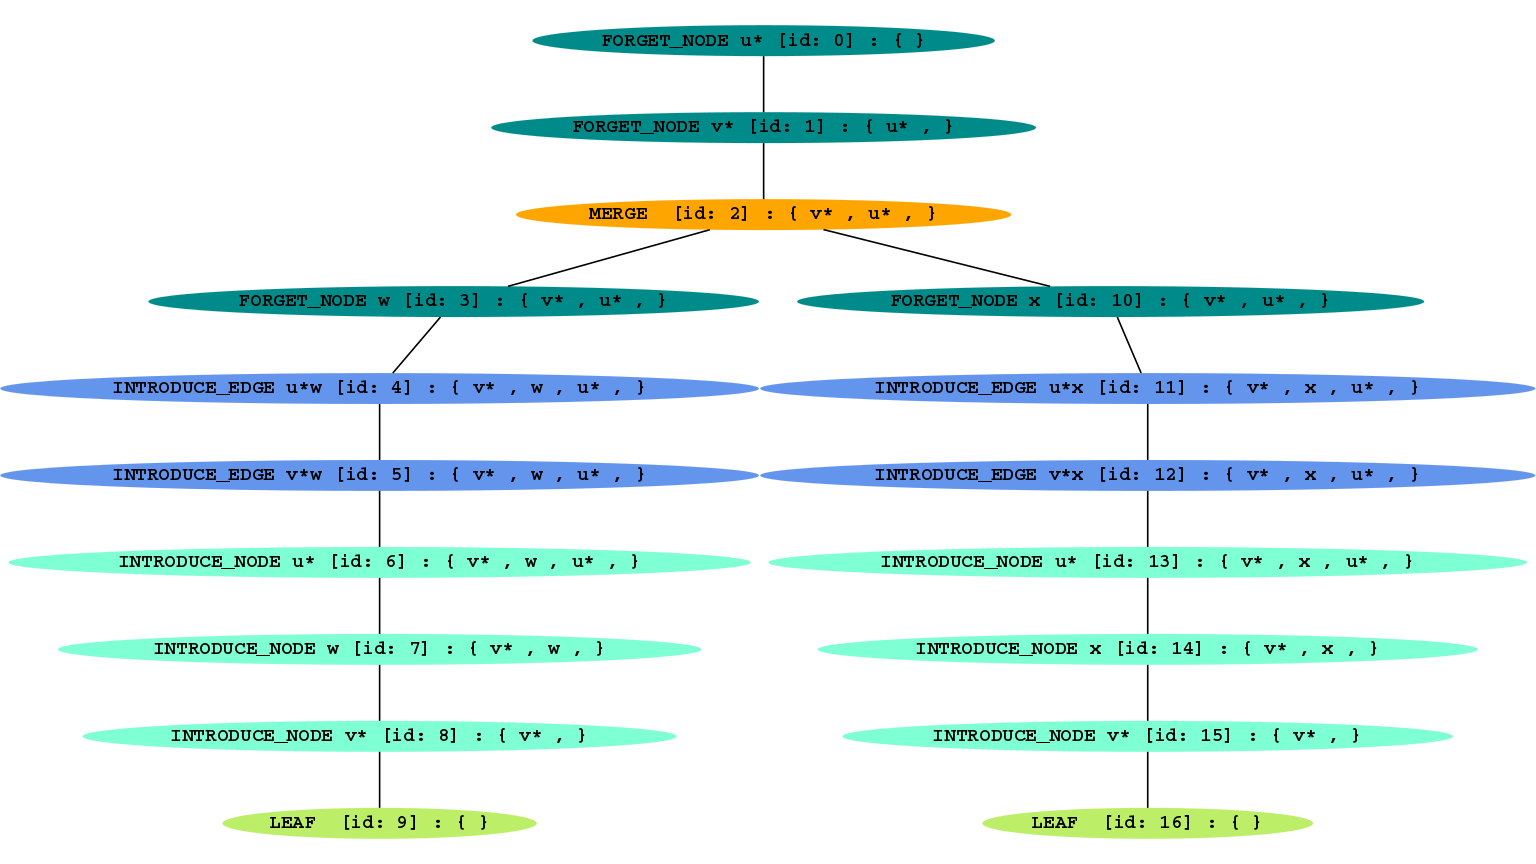 FORGET_NODE u* [id: 0] : { }
FORGET_NODE v* [id: 1] : { u* , }
MERGE  [id: 2] : { v* , u* , }
FORGET_NODE w [id: 3] : { v* , u* , }
FORGET_NODE x [id: 10] : { v* , u* , }
INTRODUCE_EDGE u*w [id: 4] : { v* , w , u* , }
INTRODUCE_EDGE u*x [id: 11] : { v* , x , u* , }
INTRODUCE_EDGE v*w [id: 5] : { v* , w , u* , }
INTRODUCE_EDGE v*x [id: 12] : { v* , x , u* , }
INTRODUCE_NODE u* [id: 6] : { v* , w , u* , }
INTRODUCE_NODE u* [id: 13] : { v* , x , u* , }
INTRODUCE_NODE w [id: 7] : { v* , w , }
INTRODUCE_NODE x [id: 14] : { v* , x , }
INTRODUCE_NODE v* [id: 8] : { v* , }
INTRODUCE_NODE v* [id: 15] : { v* , }
LEAF  [id: 9] : { }
LEAF  [id: 16] : { }